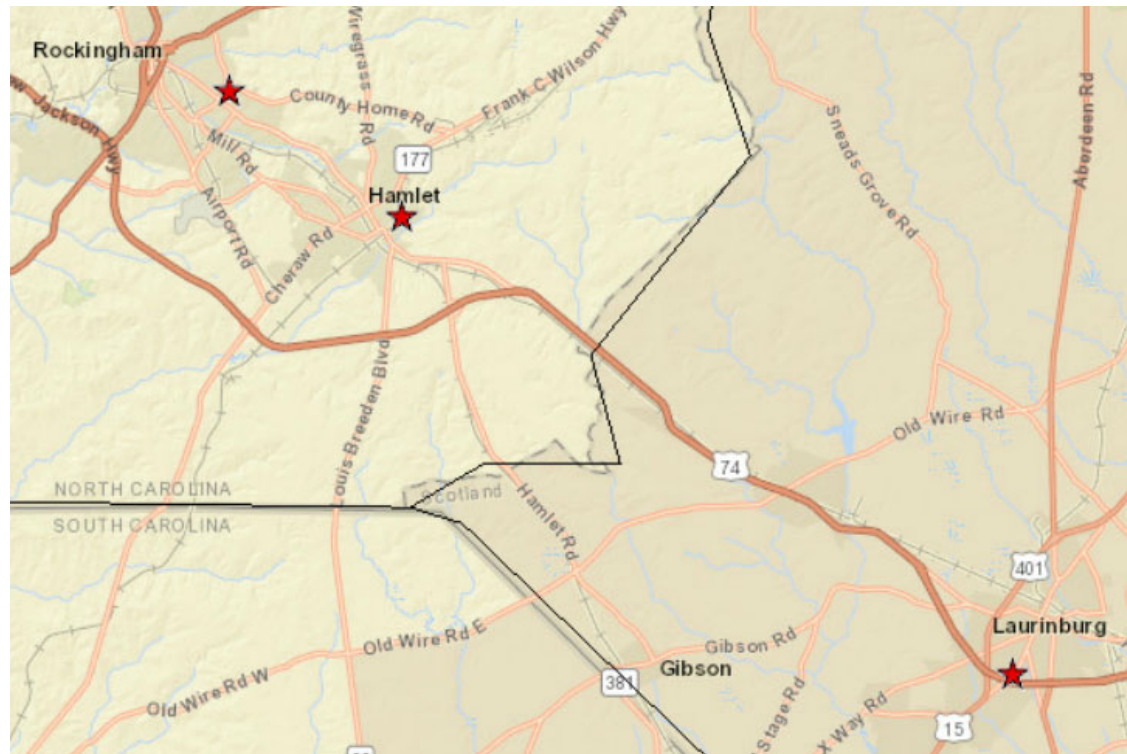 Rockingham
Wiregrass Rd
Frank C Wilson Hwy
County Home Rd
Jackson Hwy
Mill Rd
177
Hamlet
Airport Rd
Cheraw Rd
Sneads Grove Rd
Aberdeen Rd
Louis Breeden Blvd
Old Wire Rd
74
NORTH CAROLINA
Scotland
SOUTH CAROLINA
Hamlet Rd
401
Laurinburg
Old Wire Rd E
Gibson Rd
Gibson
381
Old Wire Rd W
Stage Rd
X Way Rd
15